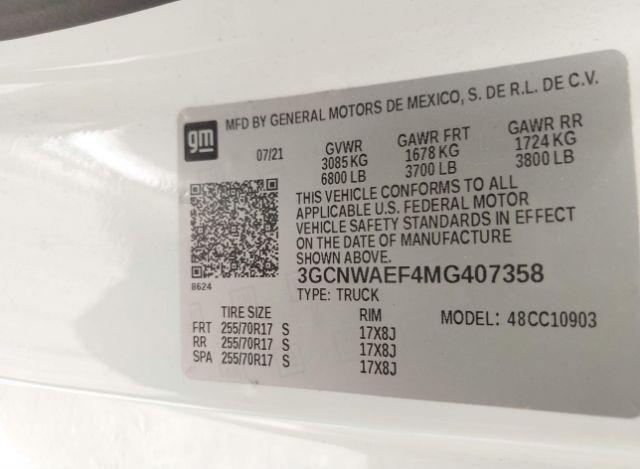 gm MFD BY GENERAL MOTORS DE MEXICO, S. DE R.L. DE C.V.
07/21 GVWR GAWR FRT GAWR RR
3085 KG 1678 KG 1724 KG
6800 LB 3700 LB 3800 LB
THIS VEHICLE CONFORMS TO ALL
APPLICABLE U.S. FEDERAL MOTOR
VEHICLE SAFETY STANDARDS IN EFFECT
ON THE DATE OF MANUFACTURE
SHOWN ABOVE.
8624
3GCNWAEF4MG407358
TYPE: TRUCK
TIRE SIZE RIM MODEL: 48CC10903
FRT 255/70R17 S 17X8J
RR 255/70R17 S 17X8J
SPA 255/70R17 S 17X8J